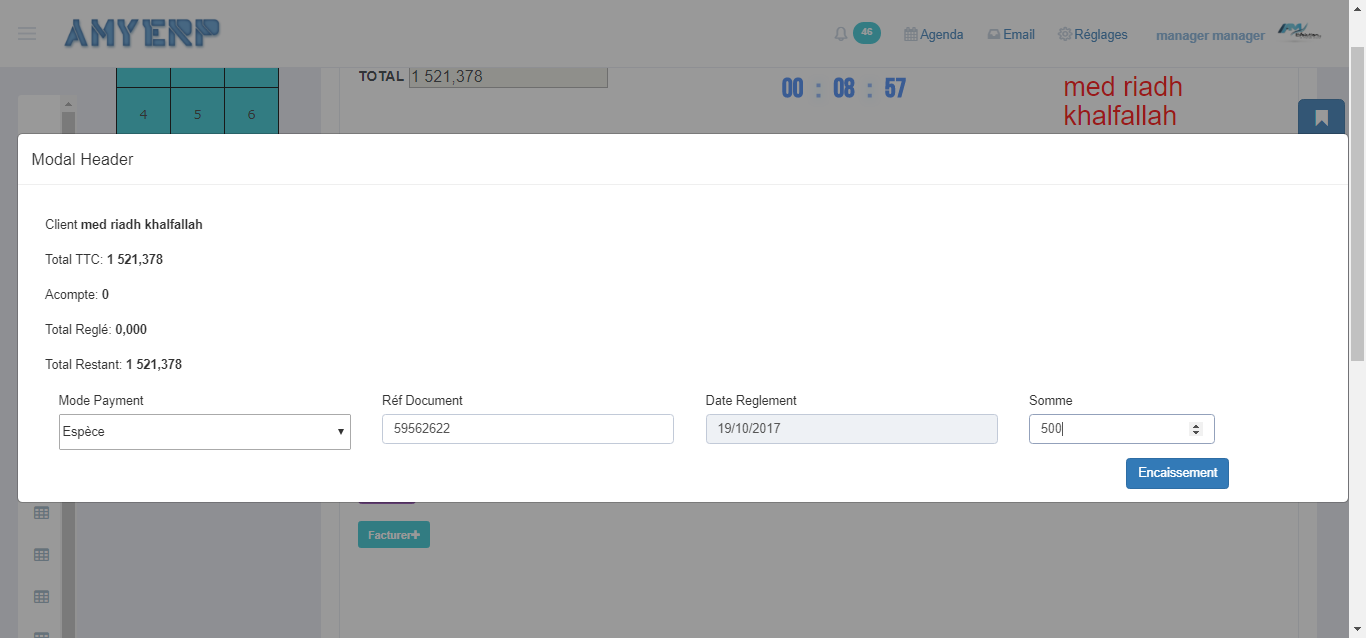 AMYERP
46
Agenda
Email
Réglages
manager manager
TOTAL 1 521,378
00 : 08 : 57
med riadh
khalfallah
4 5 6
Modal Header
Client med riadh khalfallah
Total TTC: 1 521,378
Acompte: 0
Total Reglé: 0,000
Total Restant: 1 521,378
Mode Payment
Réf Document
Date Reglement
Somme
Espèce
59562622
19/10/2017
500
Encaissement
Facturer+